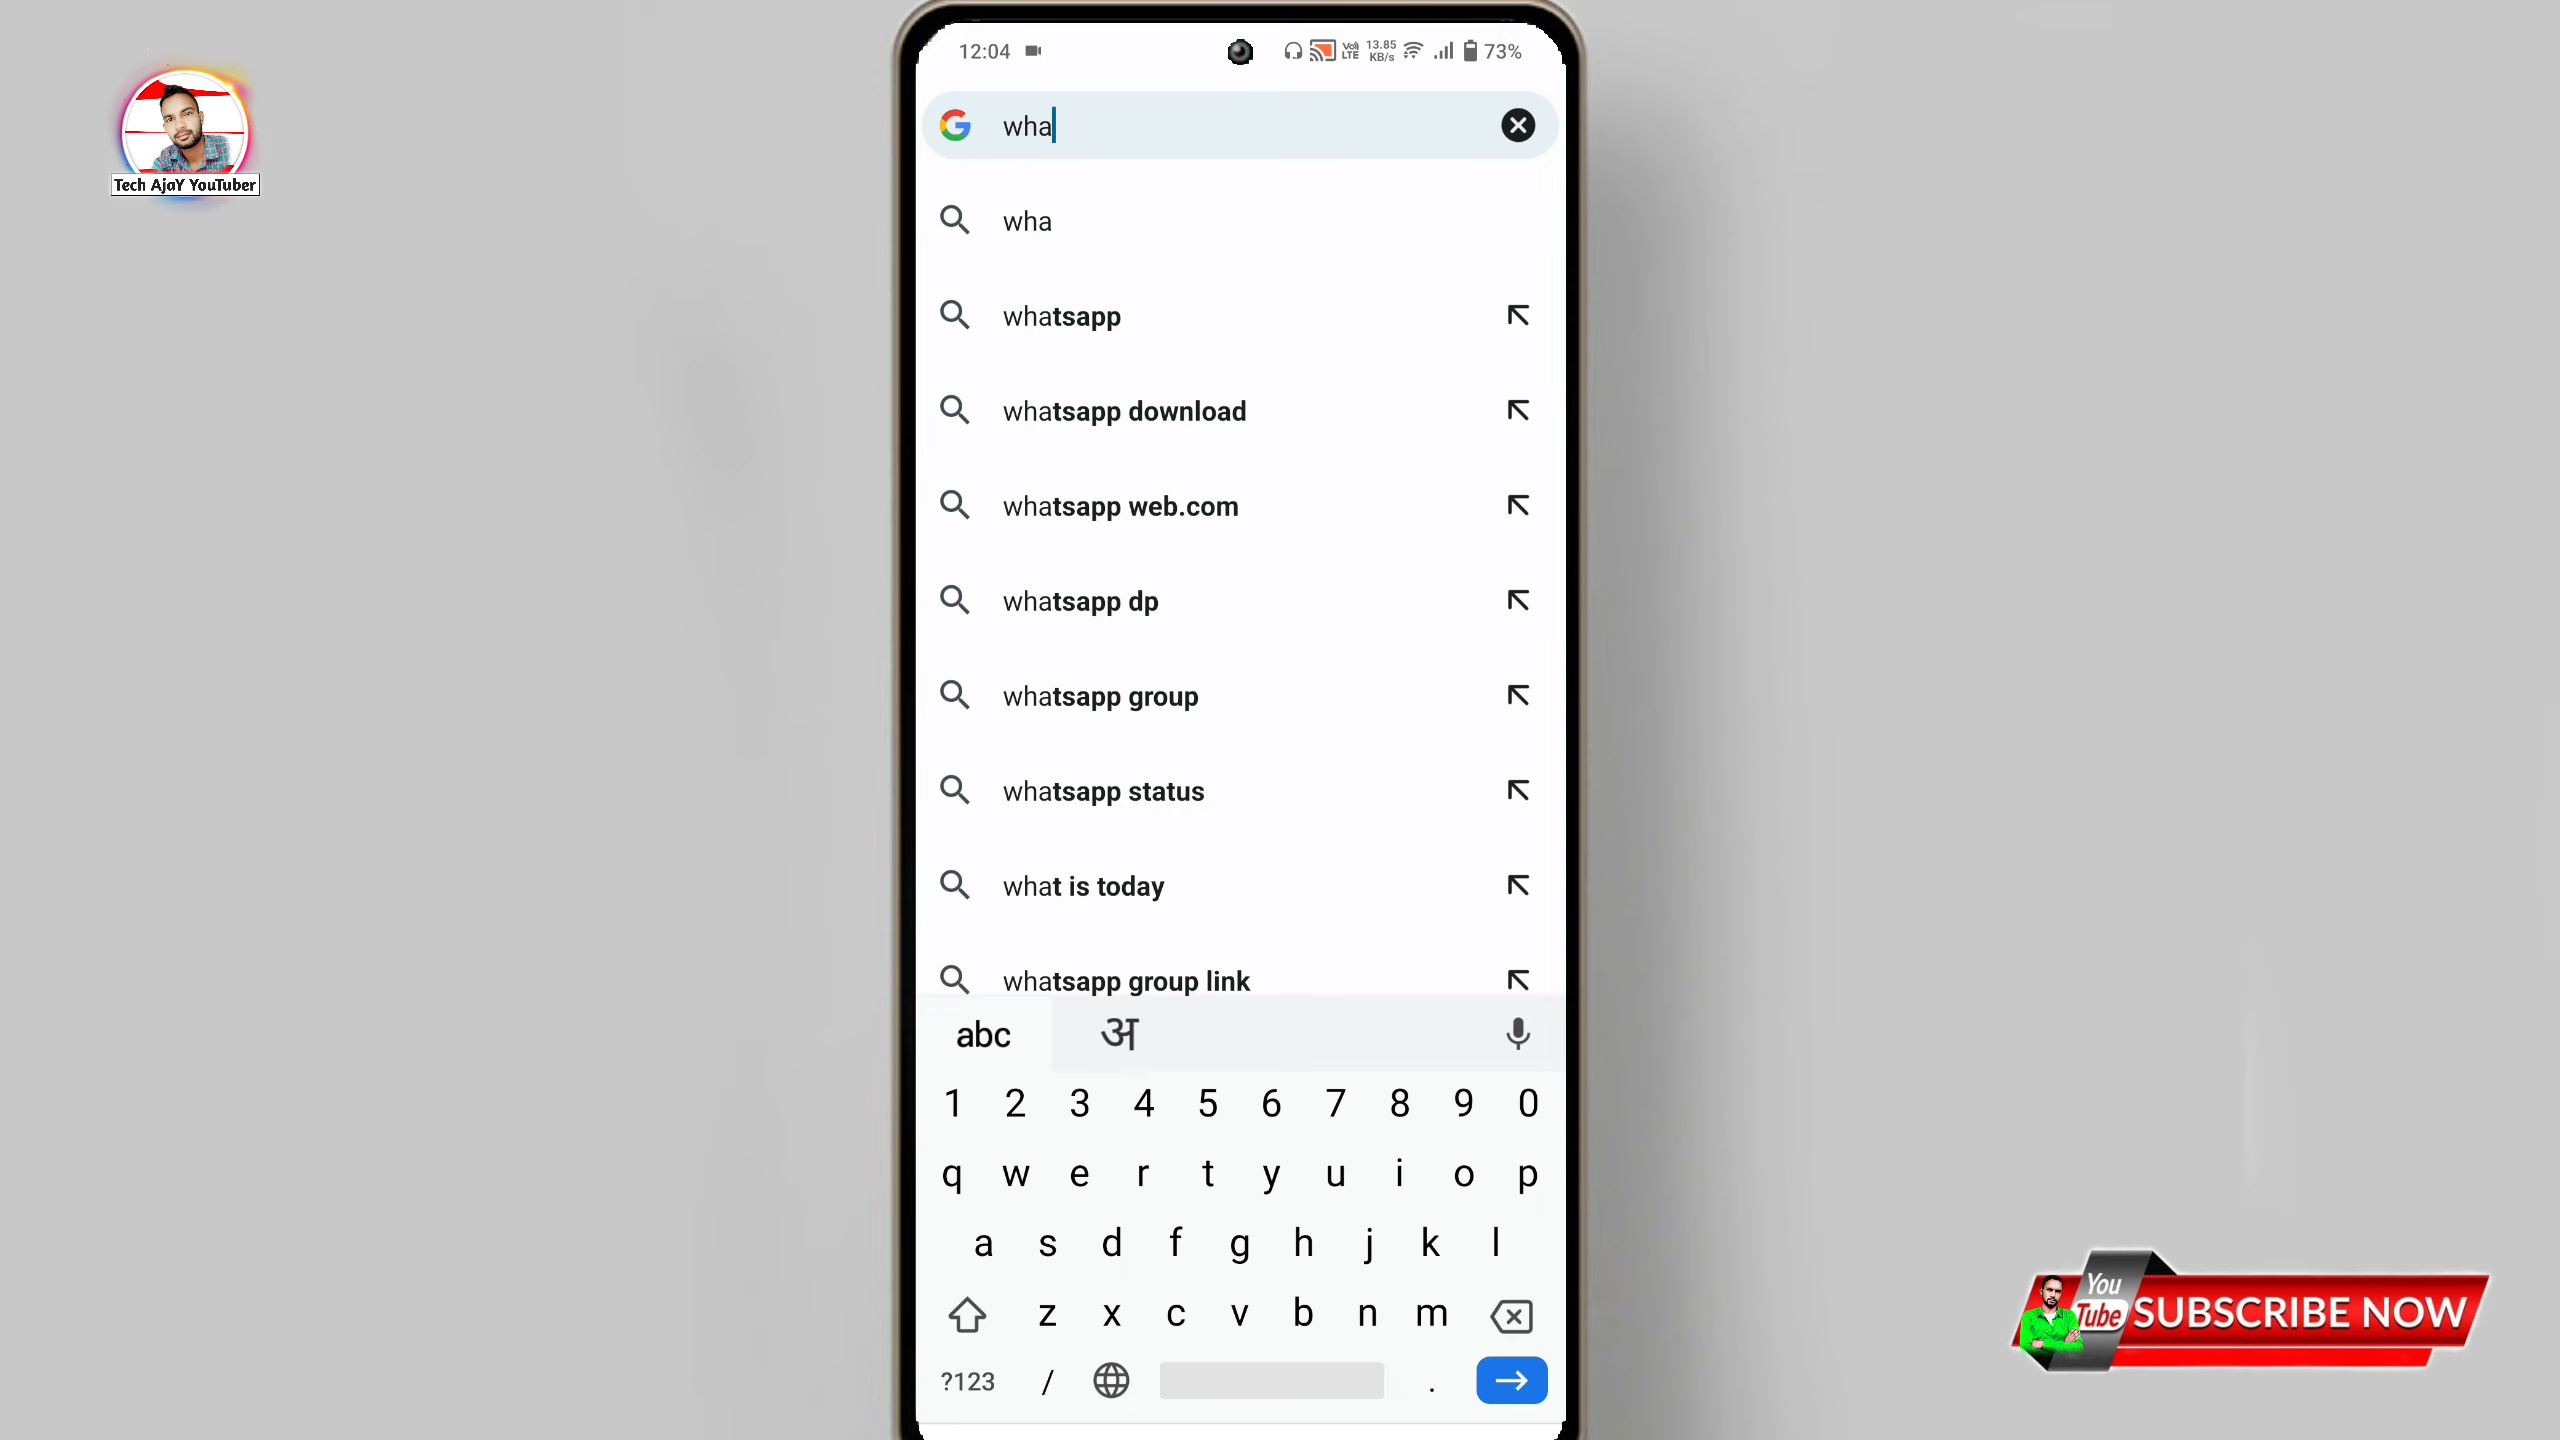 12:04
Vo) LTE
13.85 KB/s
73%
Tech AjaY YouTuber
wha
wha
whatsapp
whatsapp download
whatsapp web.com
whatsapp dp
whatsapp group
whatsapp status
what is today
whatsapp group link
abc अ
1 2 3 4 5 6 7 8 9 0
q w e r t y u i o p
a s d f g h j k l
z x c v b n m
?123 / .
You
Tube SUBSCRIBE NOW